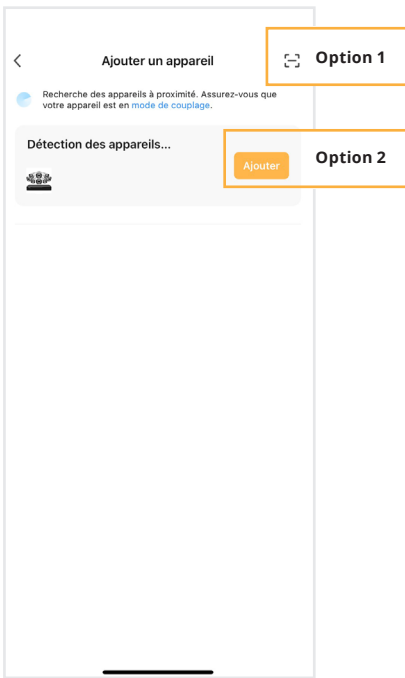 Ajouter un appareil
Option 1
Recherche des appareils à proximité. Assurez-vous que
votre appareil est en mode de couplage.
Détection des appareils...
Ajouter
Option 2